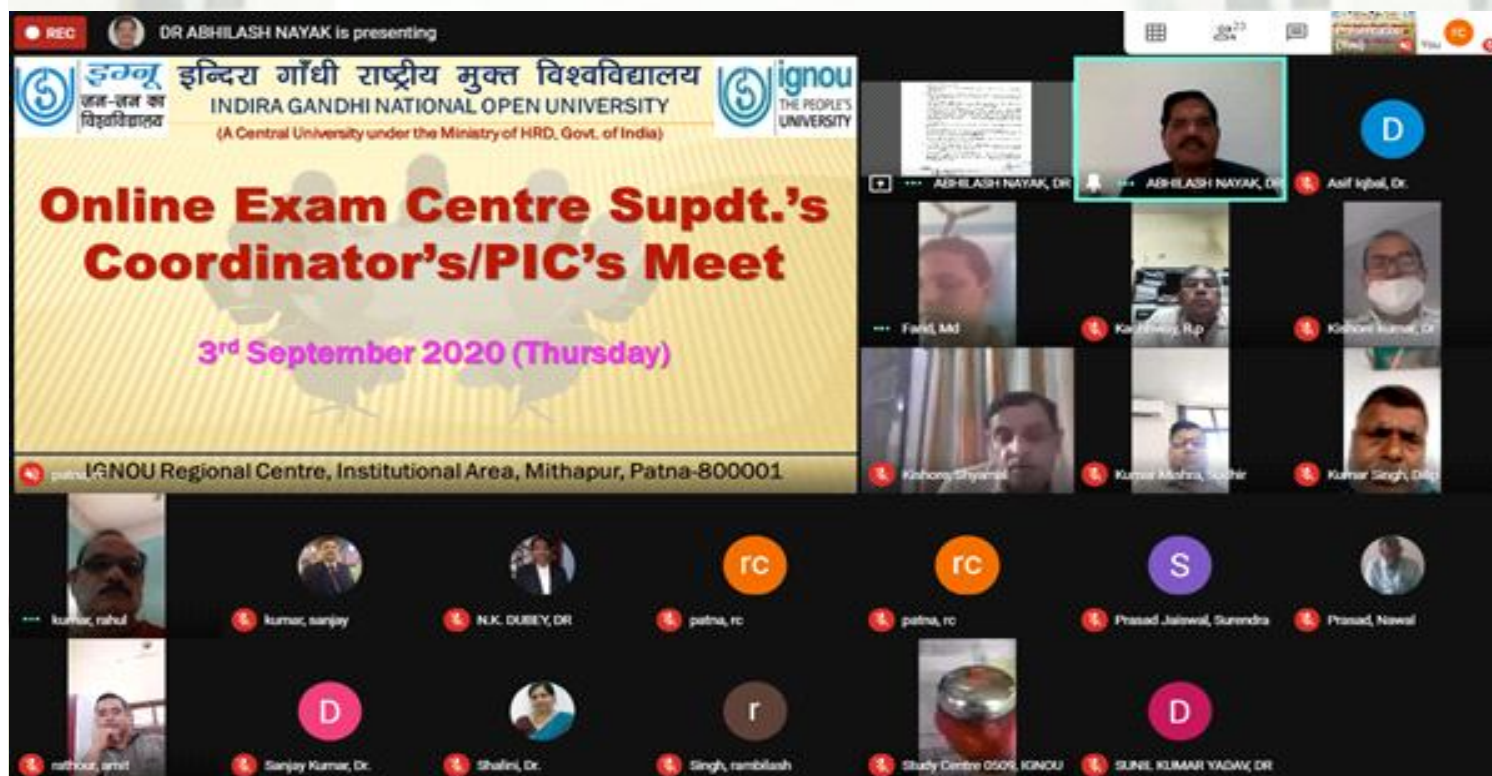 REC
DR ABHILASH NAYAK is presenting
23
You
rc
इग्नू
जन-जन का
विश्वविद्यालय
इन्दिरा गाँधी राष्ट्रीय मुक्त विश्वविद्यालय
INDIRA GANDHI NATIONAL OPEN UNIVERSITY
(A Central University under the Ministry of HRD, Govt. of India)
ignou
THE PEOPLE'S
UNIVERSITY
Online Exam Centre Supdt.'s
Coordinator's/PIC's Meet
3rd September 2020 (Thursday)
IGNOU Regional Centre, Institutional Area, Mithapur, Patna-800001
ABHILASH NAYAK, DR
ABHILASH NAYAK, DR
D
Asif Iqbal, Dr.
Farid, Md
R.p
Kishore kumar, Dr
Kishore, Shyamal
Kumar Mishra, Sudhir
Kumar Singh, Dilip
kumar, rahul
kumar, sanjay
N.K. DUBEY, DR
rc
patna, rc
rc
patna, rc
S
Prasad Jaiswal, Surendra
Prasad, Nawal
rathour, amit
D
Sanjay Kumar, Dr.
Shalini, Dr.
r
Singh, rambilash
Study Centre 0509, IGNOU
D
SUNIL KUMAR YADAV, DR